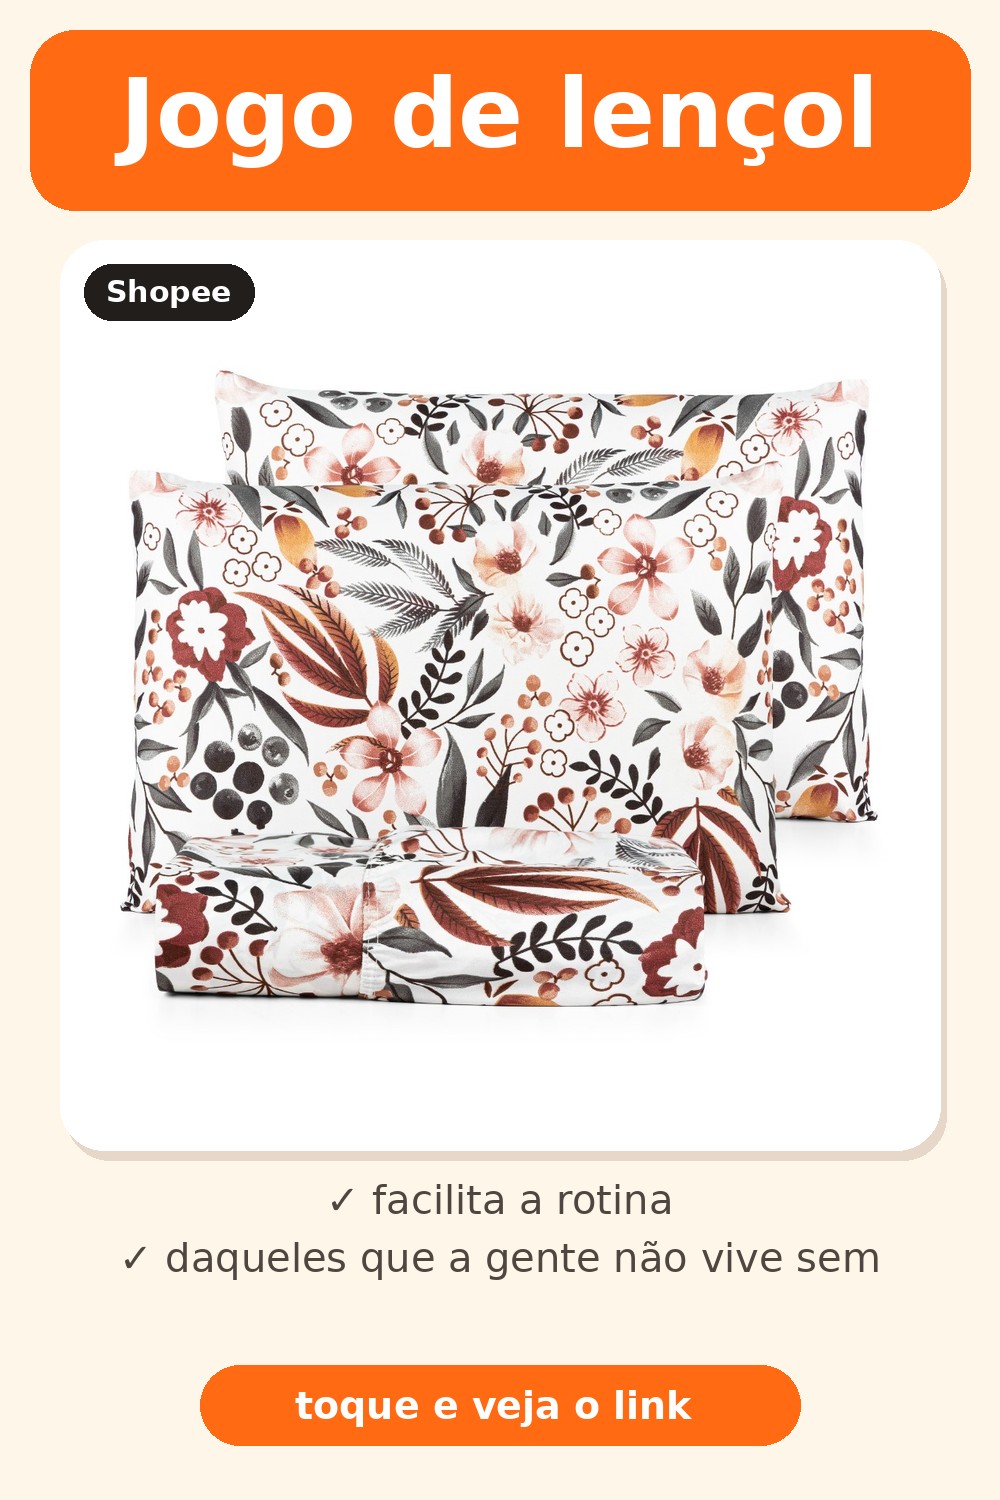 Jogo de lençol
Shopee
✓ facilita a rotina
✓ daqueles que a gente não vive sem
toque e veja o link